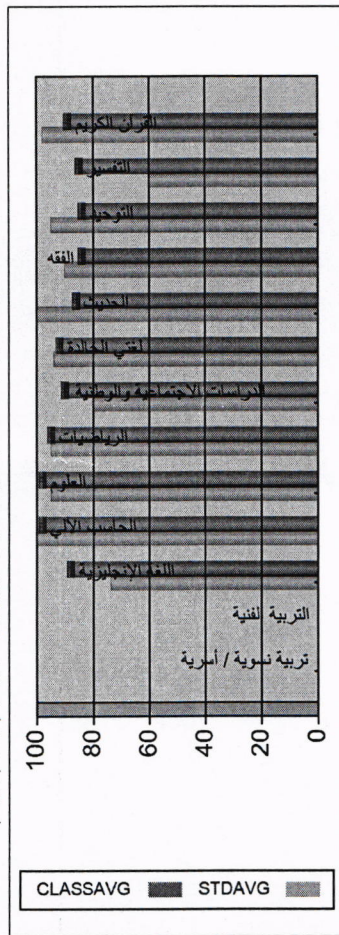 القرآن الكريم
التفسير
التوحيد
الفقه
الحديث
لغتي الخالدة
الدراسات الاجتماعية والوطنية
الرياضيات
العلوم
الحاسب الآلي
اللغة الإنجليزية
التربية الفنية
تربية نسوية / أسرية
100 80 60 40 20 0
CLASSAVG STDAVG